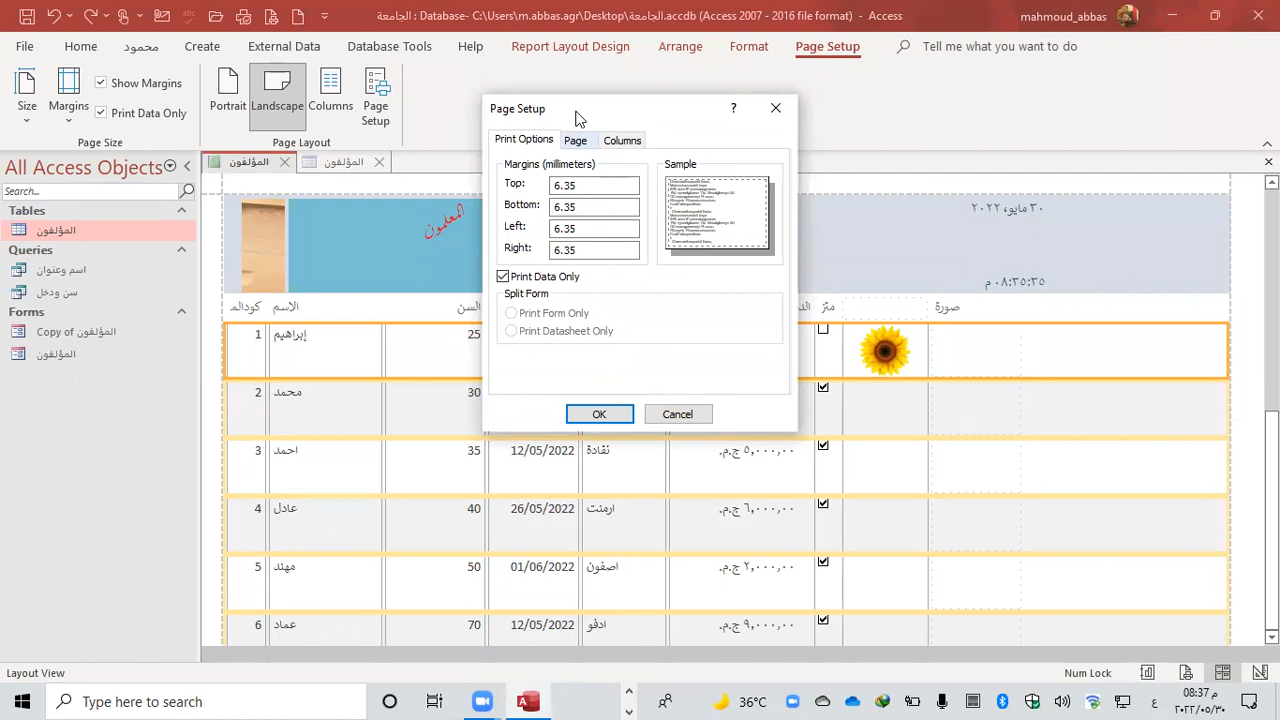 الجامعة : Database- C:\Users\m.abbas.agr\Desktop\الجامعة.accdb (Access 2007 - 2016 file format) - Access
mahmoud_abbas
File Home محمود Create External Data Database Tools Help Report Layout Design Arrange Format Page Setup Tell me what you want to do
Size
Margins
Show Margins
Print Data Only
Page Size
Portrait
Landscape
Columns
Page Setup
Page Layout
All Access Objects
Search...
Tables
المؤلفون
Queries
اسم وعنوان
سن ودخل
Forms
Copy of المؤلفون
المؤلفون
المؤلفون
المؤلفون
المعلمون
٣٠ مايو، ٢٠٢٢
٠٨:٣٥:٣٥ م
كودالم الاسم السن صورة
1 إبراهيم 25
2 محمد 30
3 احمد 35 12/05/2022 نقادة ٥,٠٠٠,٠٠ ج.م.
4 عادل 40 26/05/2022 ارمنت ٦,٠٠٠,٠٠ ج.م.
5 مهند 50 01/06/2022 اصفون ٢,٠٠٠,٠٠ ج.م.
6 عماد 70 12/05/2022 ادفو ٩,٠٠٠,٠٠ ج.م.
Page Setup ?
Print Options Page Columns
Margins (millimeters)
Top: 6.35
Bottom: 6.35
Left: 6.35
Right: 6.35
Sample
Print Data Only
Split Form
Print Form Only
Print Datasheet Only
OK Cancel
Layout View
Num Lock
Type here to search
36°C
ع
08:37 م
٢٠٢٢/٠٥/٣٠